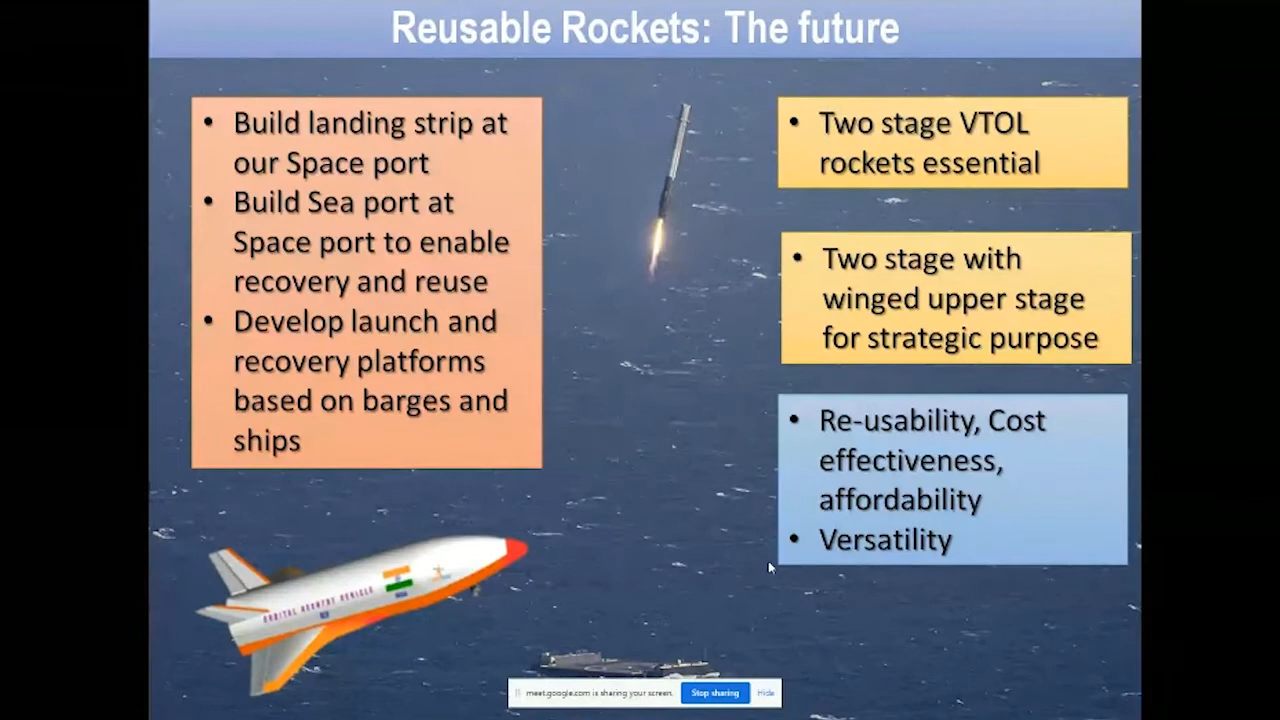 Reusable Rockets: The future
• Build landing strip at
our Space port
• Build Sea port at
Space port to enable
recovery and reuse
• Develop launch and
recovery platforms
based on barges and
ships
• Two stage VTOL
rockets essential
• Two stage with
winged upper stage
for strategic purpose
• Re-usability, Cost
effectiveness,
affordability
• Versatility
ORBITAL REENTRY VEHICLE
meet.google.com is sharing your screen.
Stop sharing
Hide